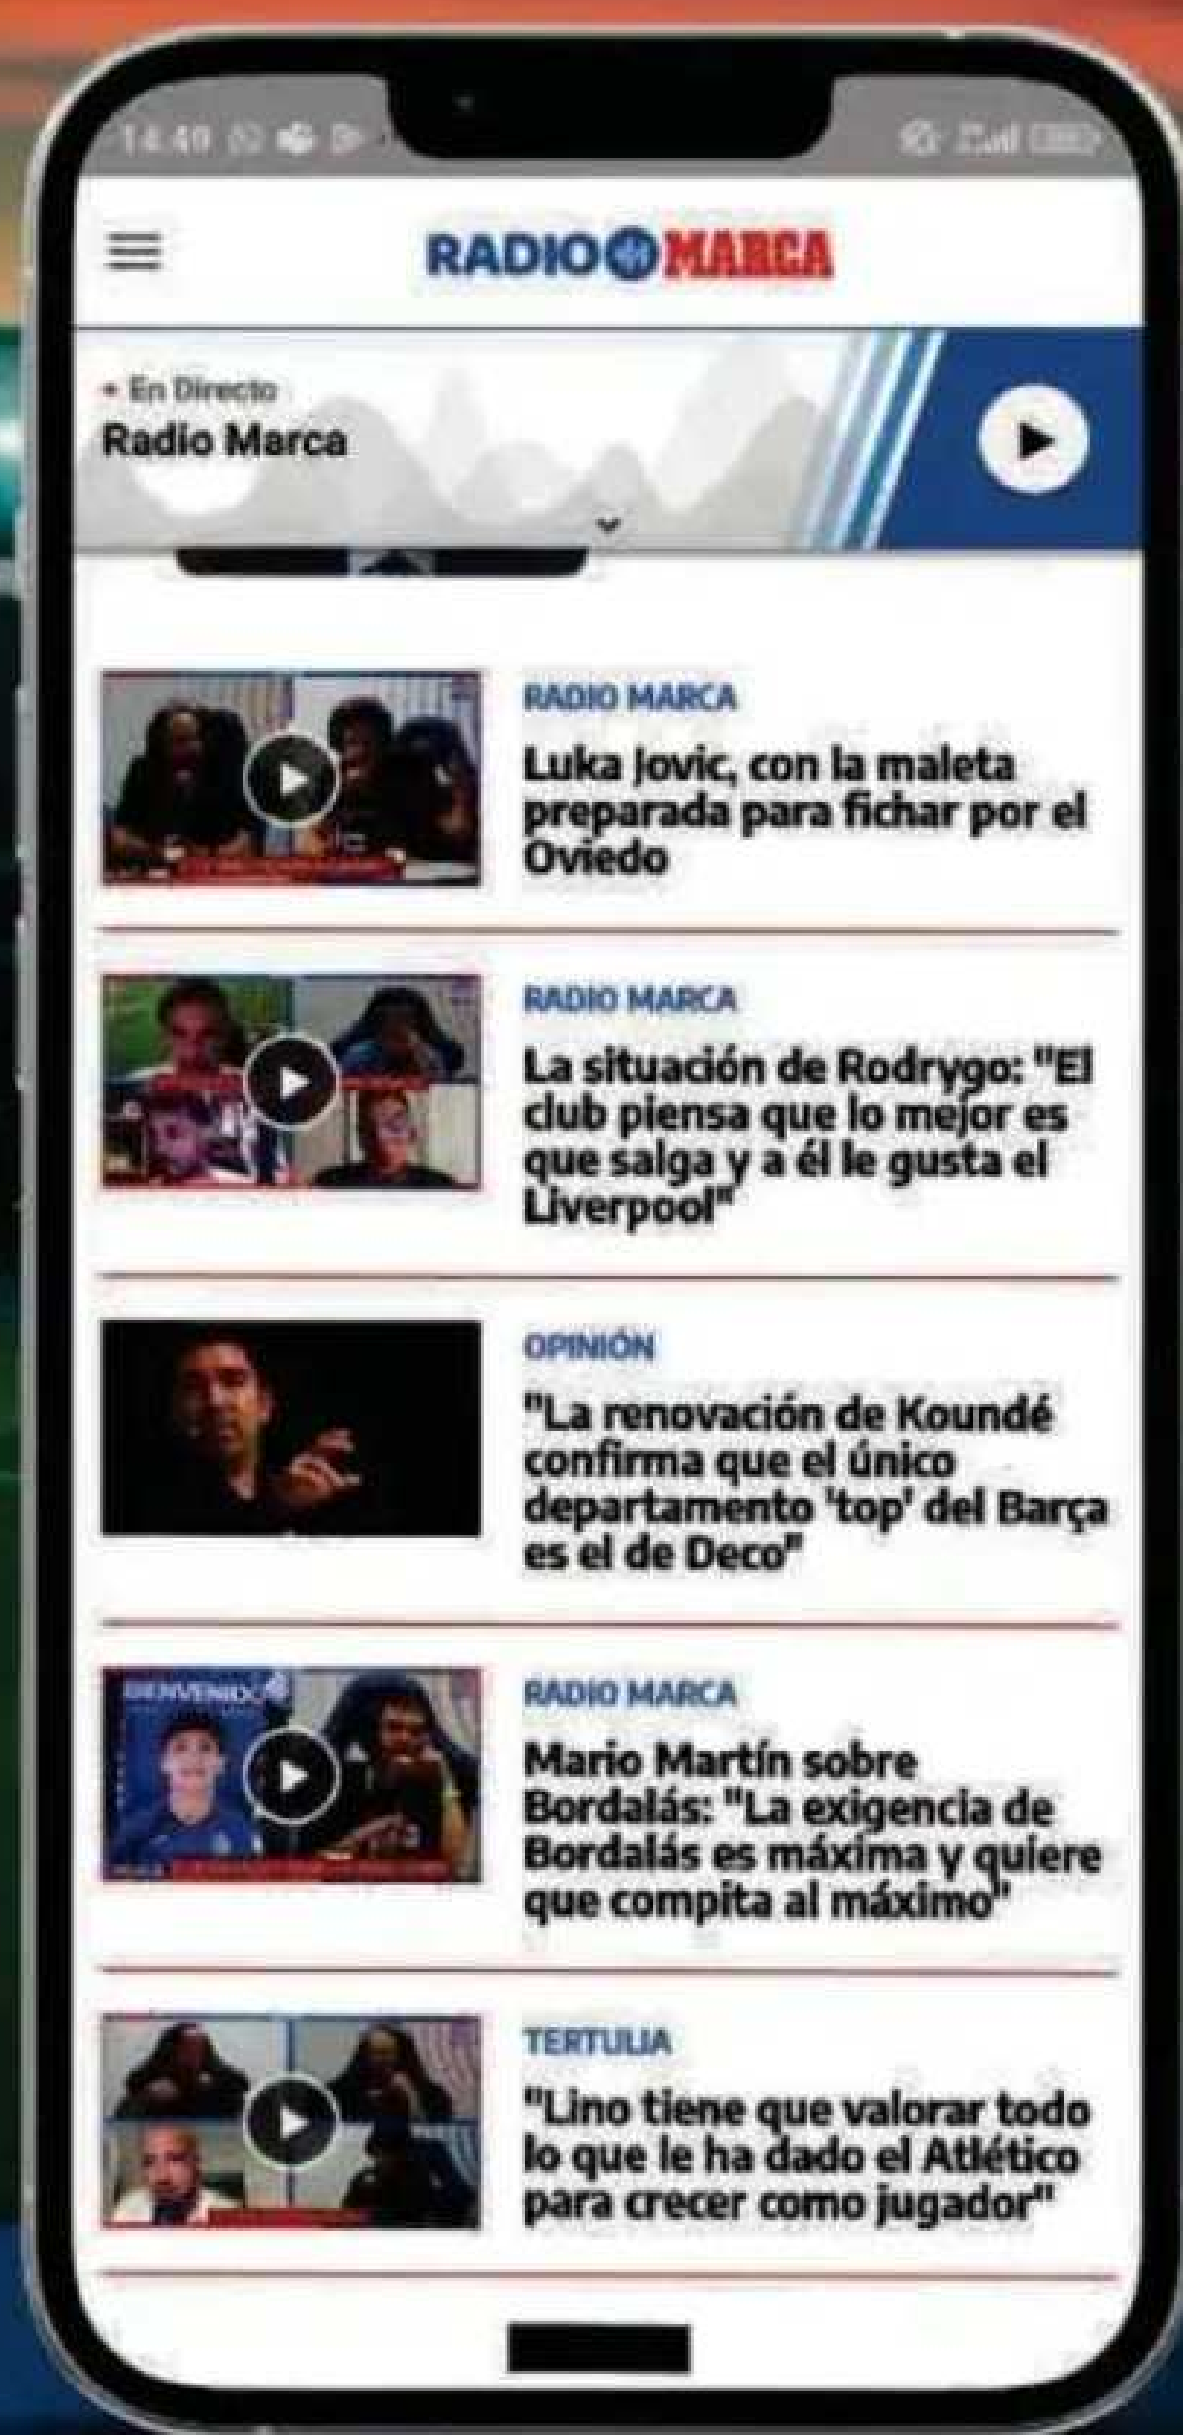 14:49
RADIO MARCA
En Directo
Radio Marca
RADIO MARCA
Luka Jovic, con la maleta
preparada para fichar por el
Oviedo
RADIO MARCA
La situación de Rodrygo: "El
club piensa que lo mejor es
que salga y a él le gusta el
Liverpool"
OPINIÓN
"La renovación de Koundé
confirma que el único
departamento 'top' del Barça
es el de Deco"
BIENVENIDO
RADIO MARCA
Mario Martín sobre
Bordalás: "La exigencia de
Bordalás es máxima y quiere
que compita al máximo"
TERTULIA
"Lino tiene que valorar todo
lo que le ha dado el Atlético
para crecer como jugador"